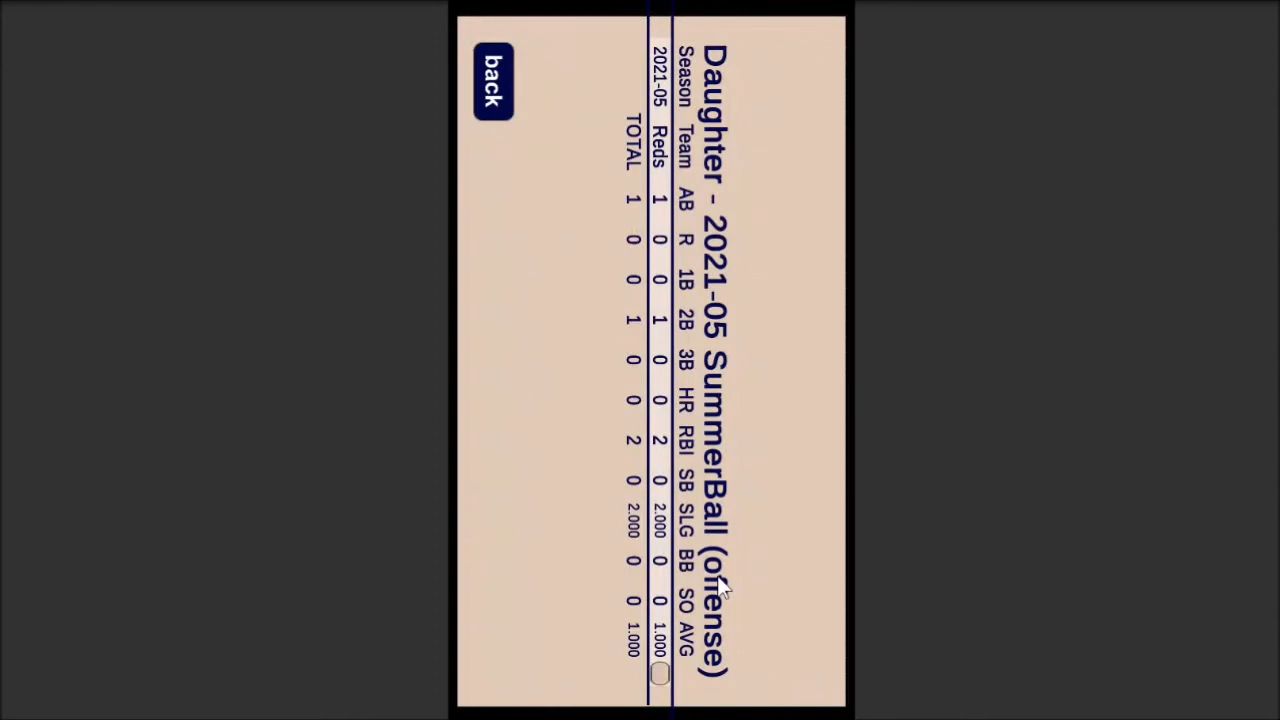 Daughter - 2021-05 SummerBall (offense)
Season Team AB R 1B 2B 3B HR RBI SB SLG BB SO AVG
2021-05 Reds 1 0 0 1 0 0 2 0 2.000 0 0 1.000
TOTAL 1 0 0 1 0 0 2 0 2.000 0 0 1.000
back